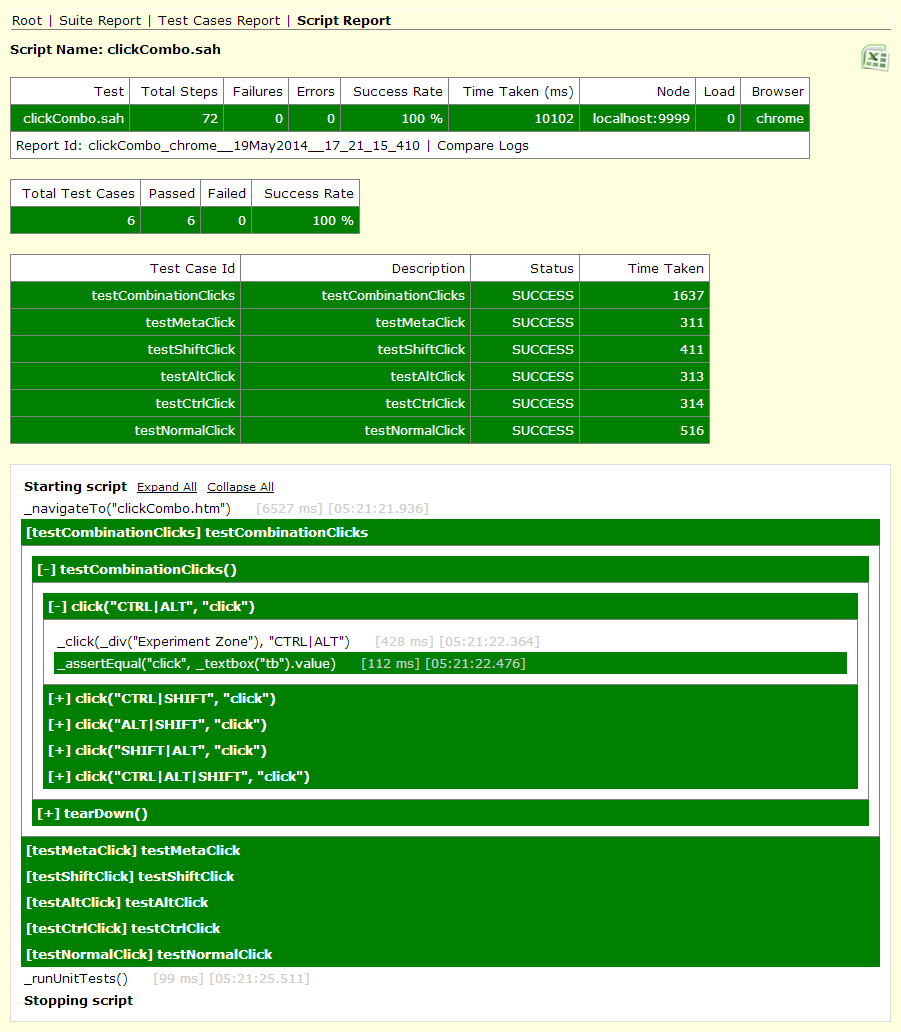 Root | Suite Report | Test Cases Report | Script Report
Script Name: clickCombo.sah
Test Total Steps Failures Errors Success Rate Time Taken (ms) Node Load Browser
clickCombo.sah 72 0 0 100 % 10102 localhost:9999 0 chrome
Report Id: clickCombo_chrome__19May2014__17_21_15_410 | Compare Logs
Total Test Cases Passed Failed Success Rate
6 6 0 100 %
Test Case Id Description Status Time Taken
testCombinationClicks testCombinationClicks SUCCESS 1637
testMetaClick testMetaClick SUCCESS 311
testShiftClick testShiftClick SUCCESS 411
testAltClick testAltClick SUCCESS 313
testCtrlClick testCtrlClick SUCCESS 314
testNormalClick testNormalClick SUCCESS 516
Starting script Expand All Collapse All
_navigateTo("clickCombo.htm") [6527 ms] [05:21:21.936]
[testCombinationClicks] testCombinationClicks
[-] testCombinationClicks()
[-] click("CTRL|ALT", "click")
_click(_div("Experiment Zone"), "CTRL|ALT") [428 ms] [05:21:22.364]
_assertEqual("click", _textbox("tb").value) [112 ms] [05:21:22.476]
[+] click("CTRL|SHIFT", "click")
[+] click("ALT|SHIFT", "click")
[+] click("SHIFT|ALT", "click")
[+] click("CTRL|ALT|SHIFT", "click")
[+] tearDown()
[testMetaClick] testMetaClick
[testShiftClick] testShiftClick
[testAltClick] testAltClick
[testCtrlClick] testCtrlClick
[testNormalClick] testNormalClick
_runUnitTests() [99 ms] [05:21:25.511]
Stopping script